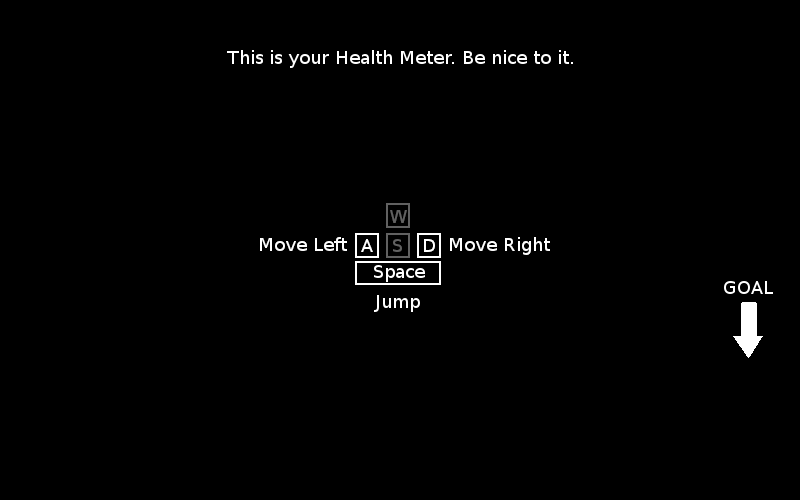 This is your Health Meter. Be nice to it.
W
Move Left A S D Move Right
Space
Jump
GOAL